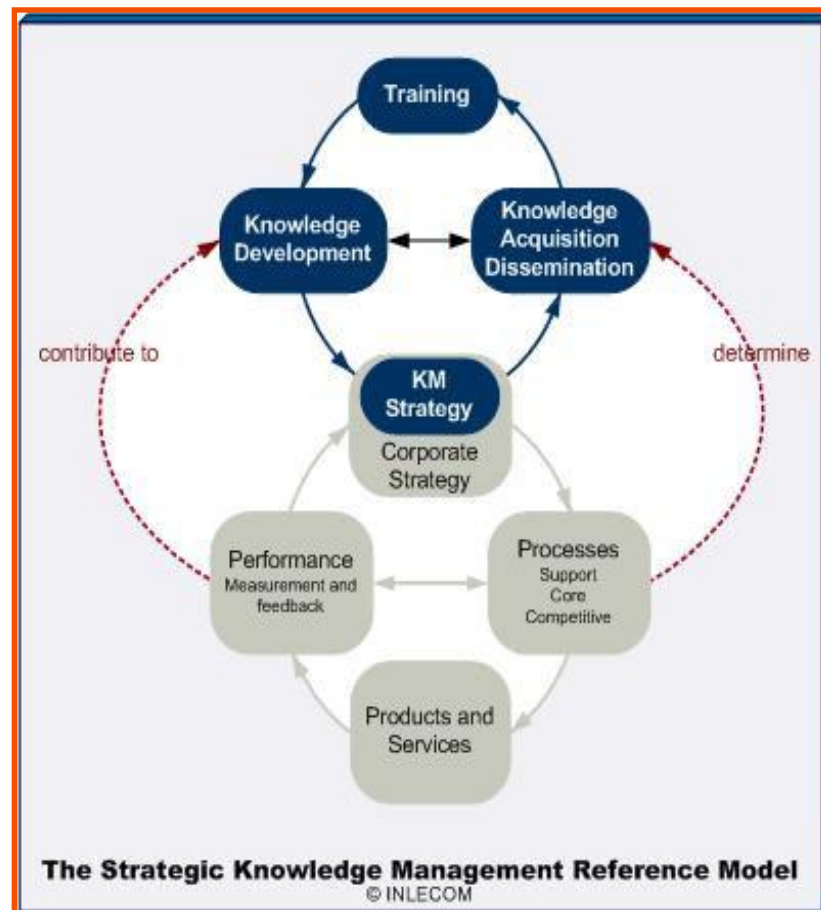 Training
Knowledge
Development
Knowledge
Acquisition
Dissemination
contribute to
determine
KM
Strategy
Corporate
Strategy
Performance
Measurement and
feedback
Processes
Support
Core
Competitive
Products and
Services
The Strategic Knowledge Management Reference Model
© INLECOM